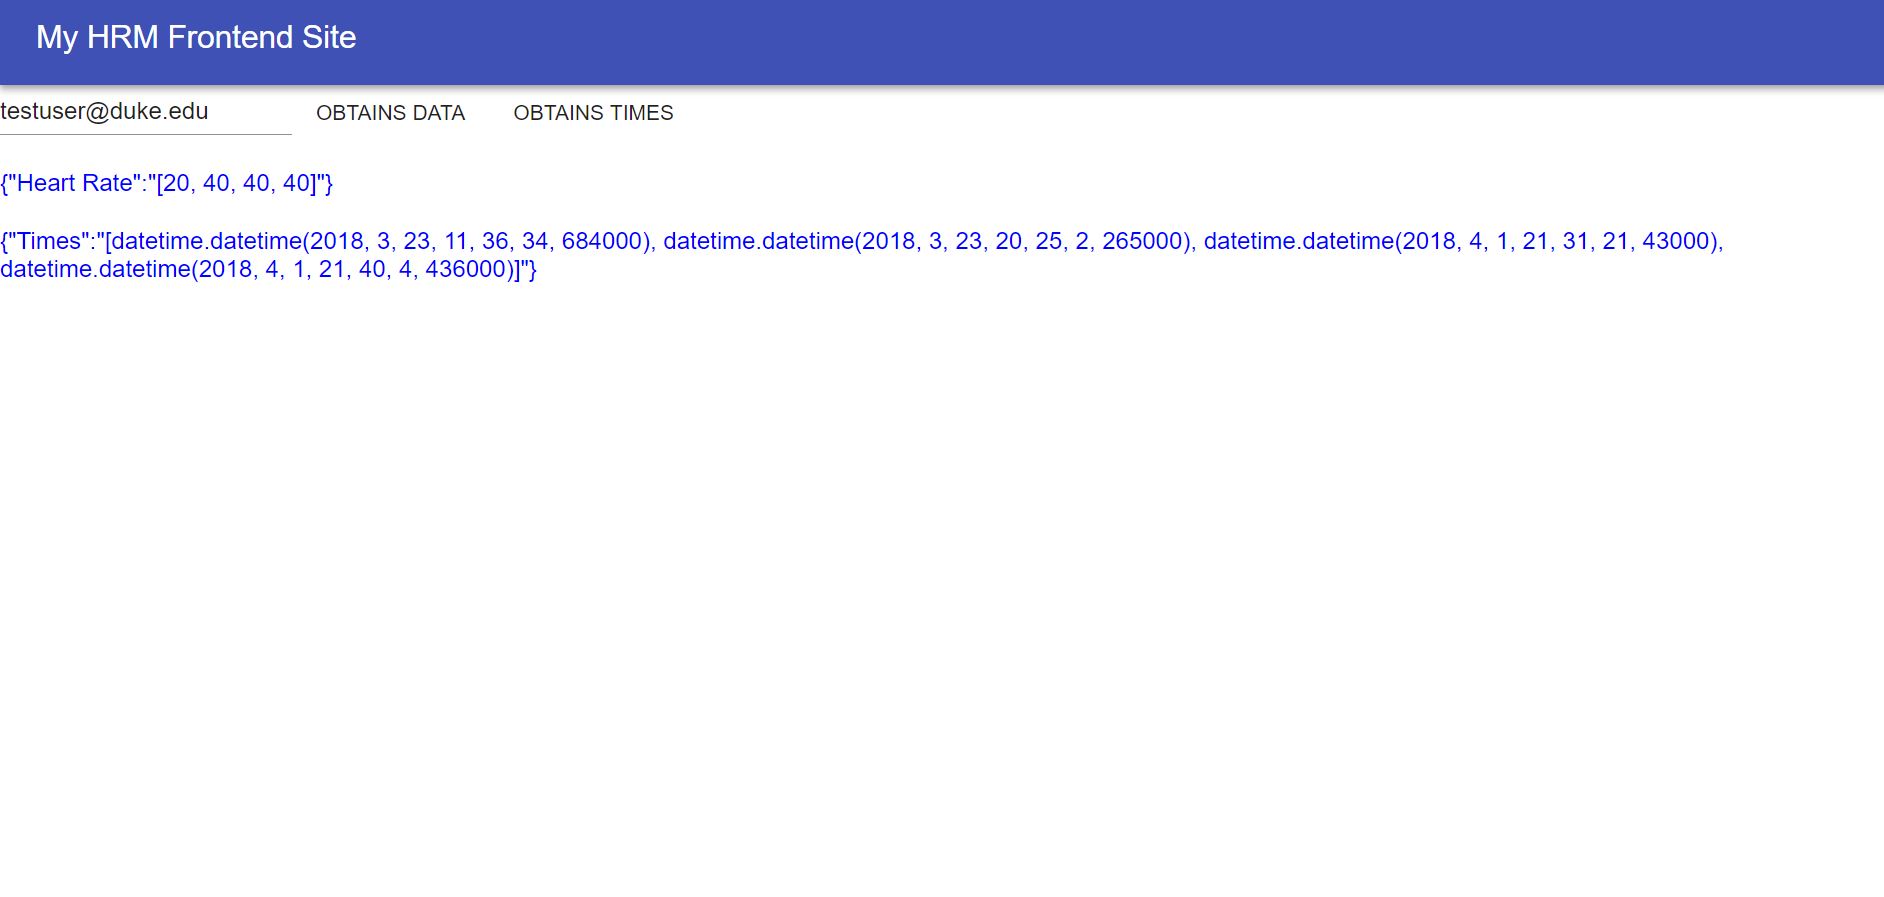 My HRM Frontend Site
testuser@duke.edu OBTAINS DATA OBTAINS TIMES
{"Heart Rate":"[20, 40, 40, 40]"}
{"Times":"[datetime.datetime(2018, 3, 23, 11, 36, 34, 684000), datetime.datetime(2018, 3, 23, 20, 25, 2, 265000), datetime.datetime(2018, 4, 1, 21, 31, 21, 43000),
datetime.datetime(2018, 4, 1, 21, 40, 4, 436000)]"}